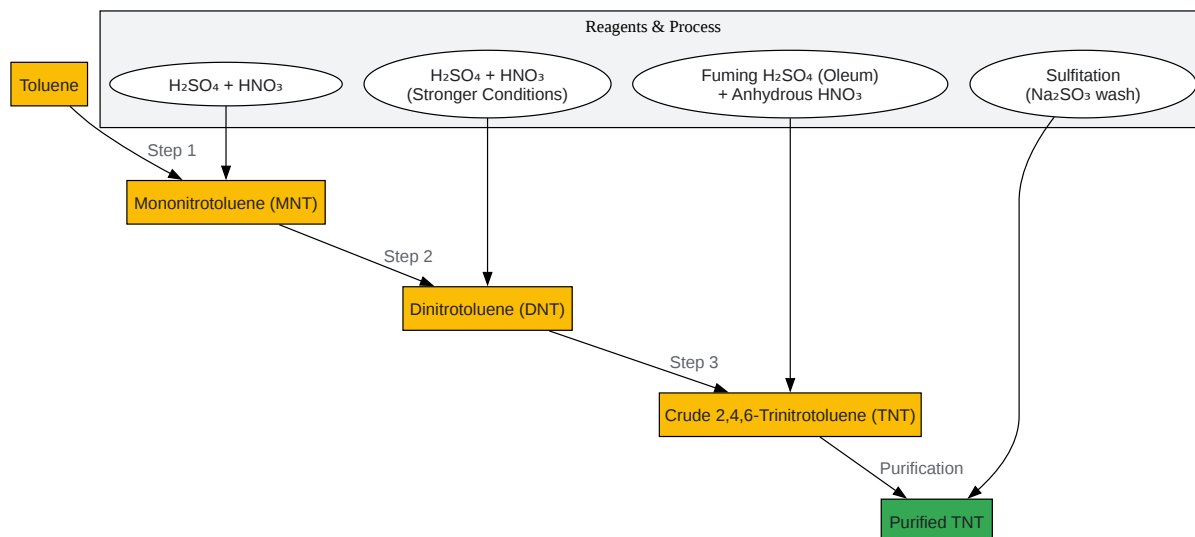 Reagents & Process
Toluene
H₂SO₄ + HNO₃
H₂SO₄ + HNO₃
(Stronger Conditions)
Fuming H₂SO₄ (Oleum)
+ Anhydrous HNO₃
Sulfitation
(Na₂SO₃ wash)
Step 1
Mononitrotoluene (MNT)
Step 2
Dinitrotoluene (DNT)
Step 3
Crude 2,4,6-Trinitrotoluene (TNT)
Purification
Purified TNT